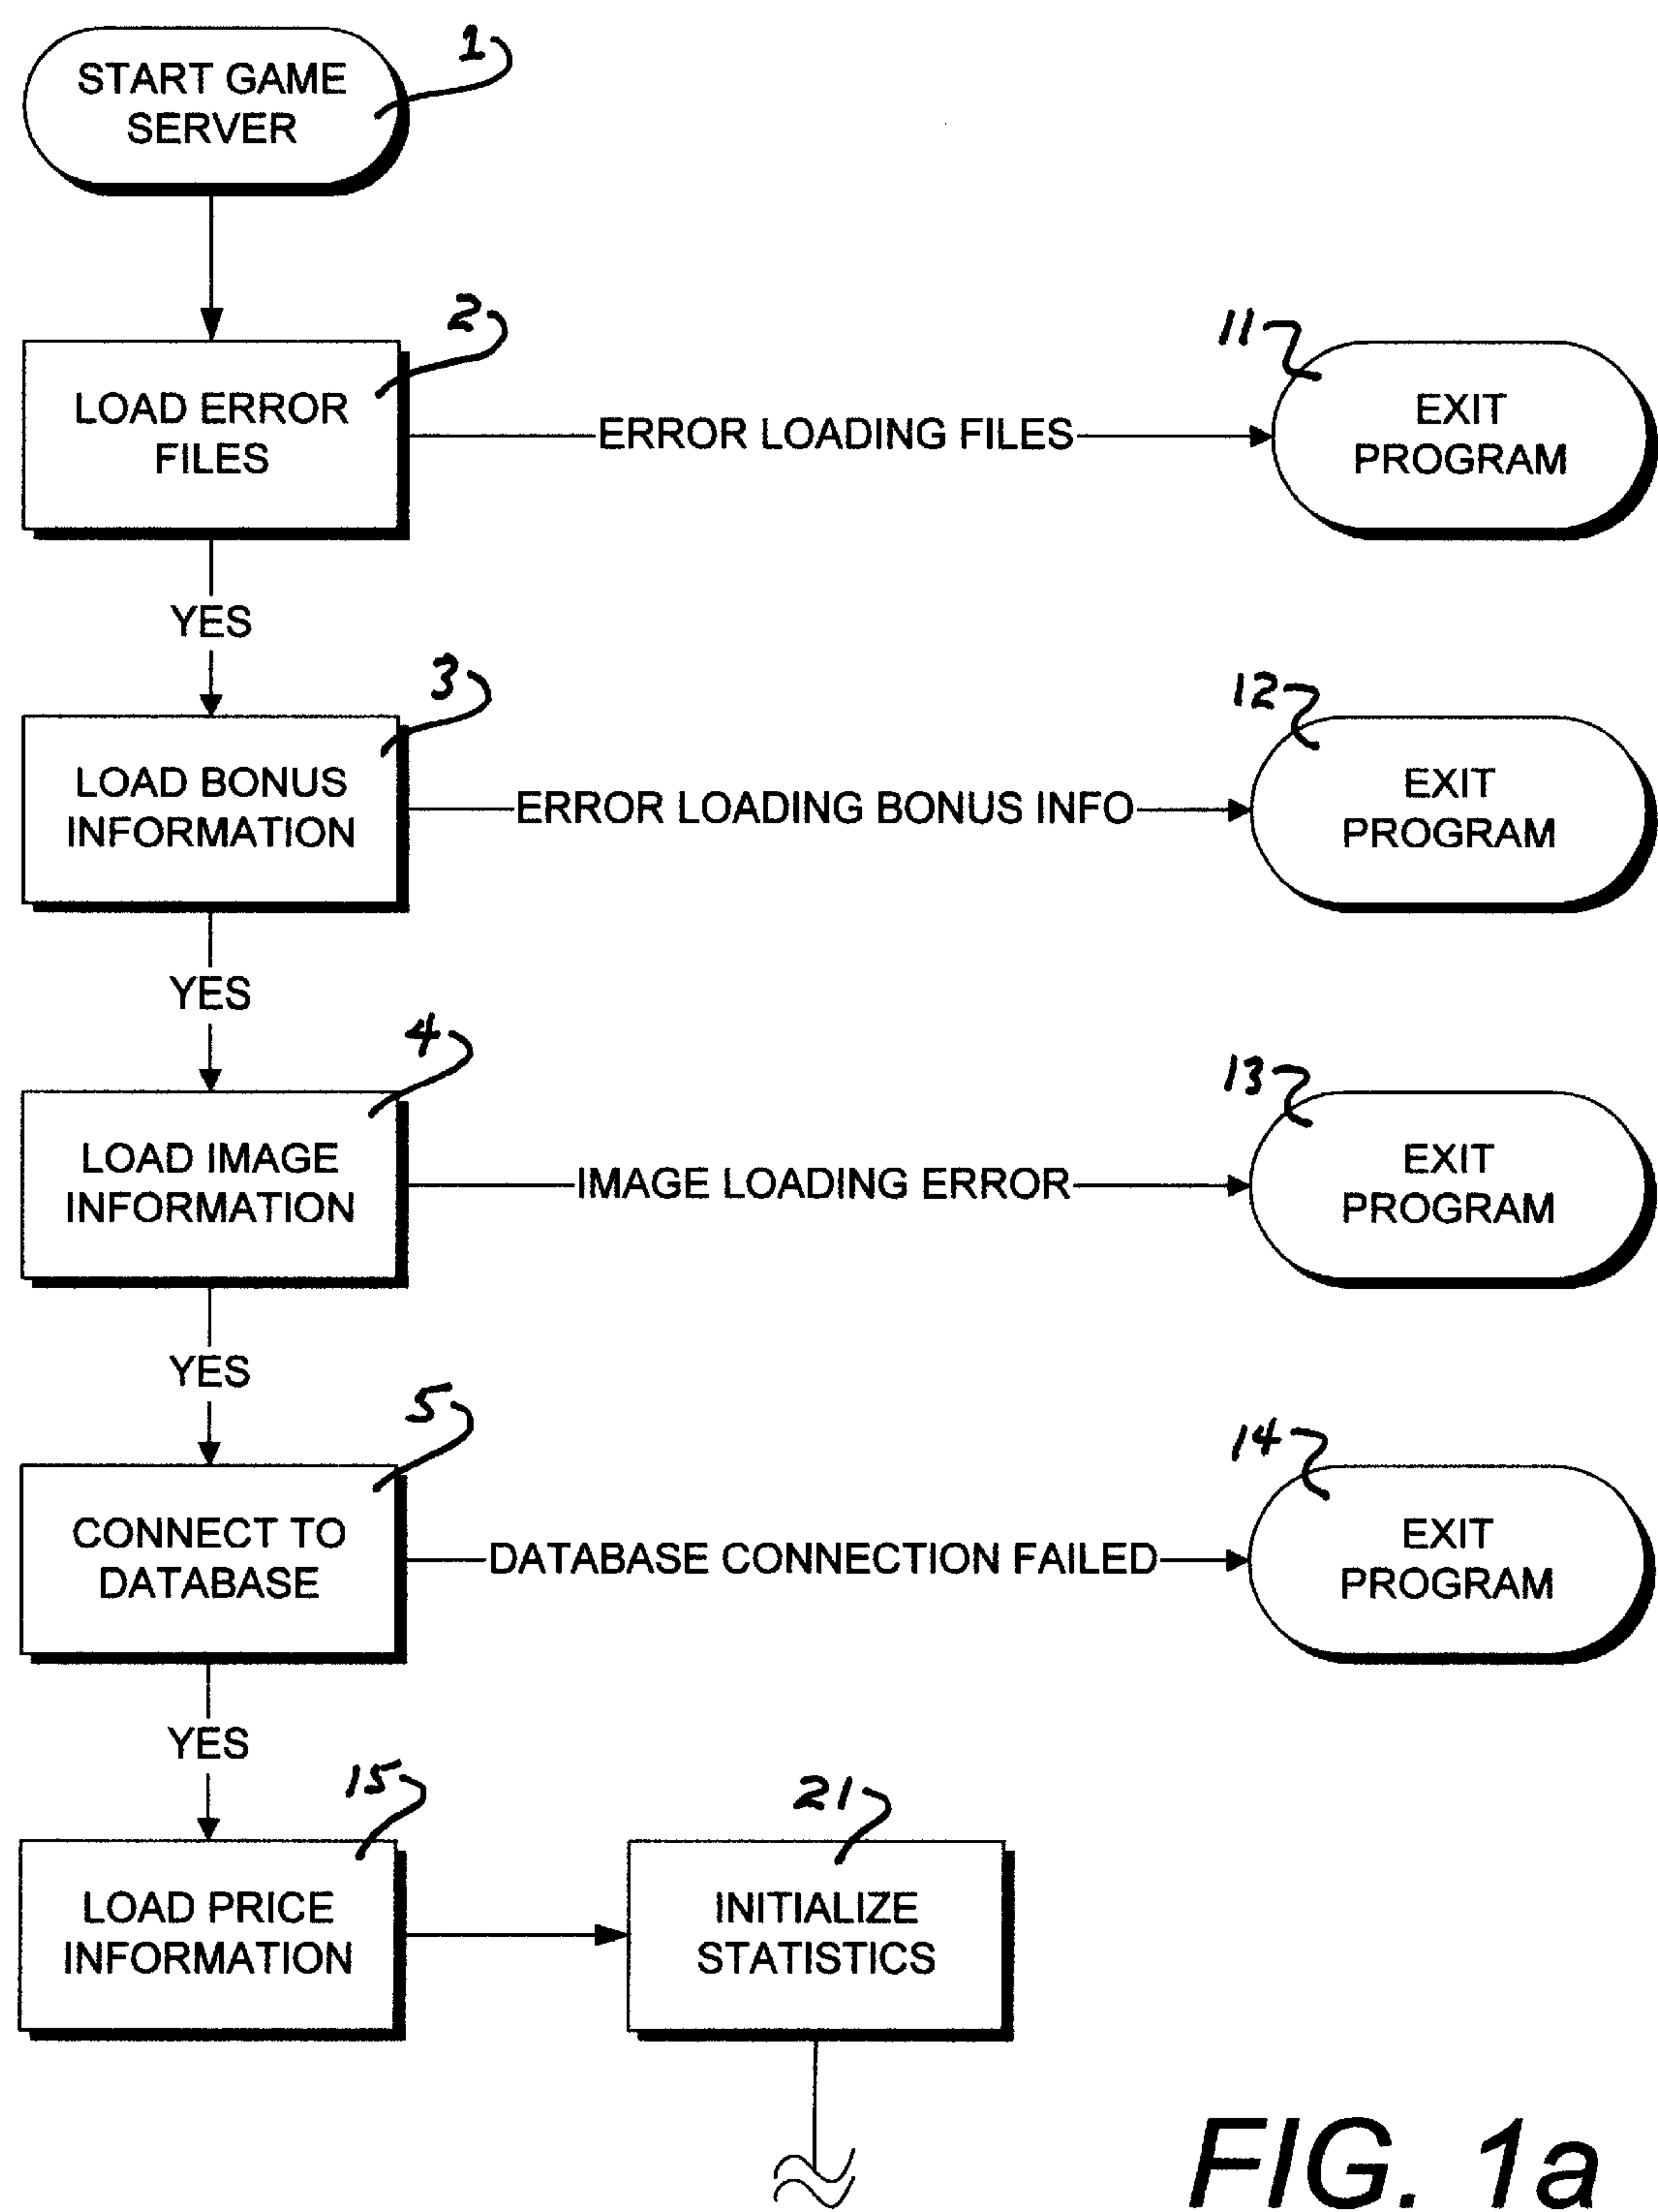 1
START GAME
SERVER
2
LOAD ERROR
FILES
ERROR LOADING FILES
11
EXIT
PROGRAM
YES
3
LOAD BONUS
INFORMATION
ERROR LOADING BONUS INFO
12
EXIT
PROGRAM
YES
4
LOAD IMAGE
INFORMATION
IMAGE LOADING ERROR
13
EXIT
PROGRAM
YES
5
CONNECT TO
DATABASE
DATABASE CONNECTION FAILED
14
EXIT
PROGRAM
YES
15
LOAD PRICE
INFORMATION
21
INITIALIZE
STATISTICS
FIG. 1a